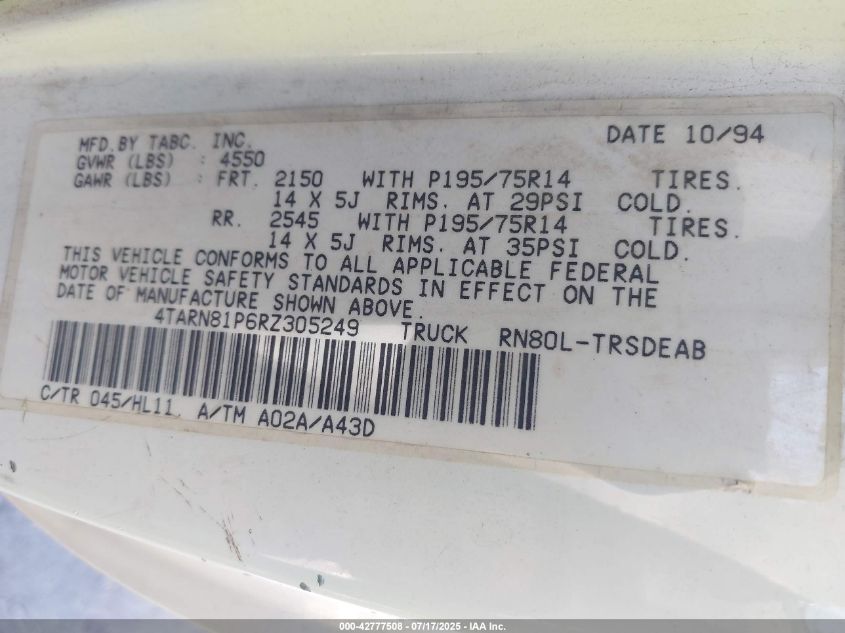 MFD.BY TABC. INC. DATE 10/94
GVWR (LBS) : 4550
GAWR (LBS) : FRT. 2150 WITH P195/75R14 TIRES.
14 X 5J RIMS. AT 29PSI COLD.
RR. 2545 WITH P195/75R14 TIRES.
14 X 5J RIMS. AT 35PSI COLD.
THIS VEHICLE CONFORMS TO ALL APPLICABLE FEDERAL
MOTOR VEHICLE SAFETY STANDARDS IN EFFECT ON THE
DATE OF MANUFACTURE SHOWN ABOVE.
4TARN81P6RZ305249 TRUCK RN80L-TRSDEAB
C/TR 045/HL11, A/TM A02A/A43D
000-42777508 | 07/17/2025 - IAA Inc.